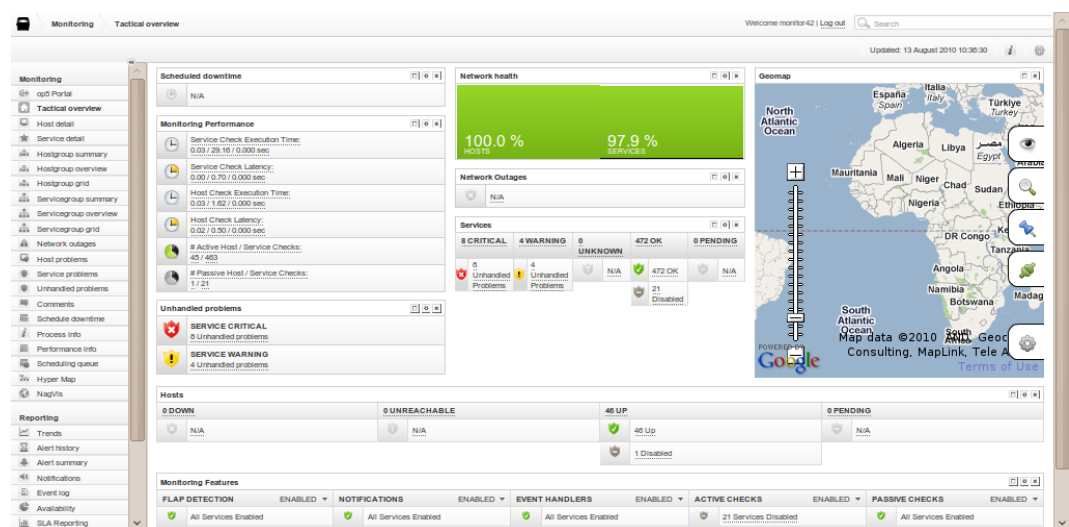 Monitoring
Tactical overview
Welcome monitor42 | Log out
Search
Updated: 13 August 2010 10:36:30
Monitoring
op5 Portal
Tactical overview
Host detail
Service detail
Hostgroup summary
Hostgroup overview
Hostgroup grid
Servicegroup summary
Servicegroup overview
Servicegroup grid
Network outages
Host problems
Service problems
Unhandled problems
Comments
Schedule downtime
Process info
Performance info
Scheduling queue
Hyper Map
NagVis
Reporting
Trends
Alert history
Alert summary
Notifications
Event log
Availability
SLA Reporting
Scheduled downtime
N/A
Monitoring Performance
Service Check Execution Time:
0.03 / 29.16 / 0.000 sec
Service Check Latency:
0.00 / 0.70 / 0.000 sec
Host Check Execution Time:
0.03 / 1.62 / 0.000 sec
Host Check Latency:
0.02 / 0.50 / 0.000 sec
# Active Host / Service Checks:
45 / 463
# Passive Host / Service Checks:
1 / 21
Unhandled problems
SERVICE CRITICAL
8 Unhandled problems
SERVICE WARNING
4 Unhandled problems
Network health
100.0 %
HOSTS
97.9 %
SERVICES
Network Outages
N/A
Services
8 CRITICAL
4 WARNING
0 UNKNOWN
472 OK
0 PENDING
8 Unhandled Problems
4 Unhandled Problems
N/A
472 OK
N/A
21 Disabled
Geomap
North
Atlantic
Ocean
España
Spain
Italia
Italy
Türkiye
Turkey
Algeria
Libya
مصر
Egypt
Mauritania
Mali
Niger
Chad
Sudan
Nigeria
Ethiopia
DR Congo
Ke
Tanzania
Angola
Namibia
Botswana
Madag
South
Atlantic
Ocean
South
Africa
POWERED BY
Google
Map data ©2010 AND, Geoc
Consulting, MapLink, Tele A
Terms of Use
Hosts
0 DOWN
0 UNREACHABLE
46 UP
0 PENDING
N/A
N/A
46 Up
N/A
1 Disabled
Monitoring Features
FLAP DETECTION ENABLED
NOTIFICATIONS ENABLED
EVENT HANDLERS ENABLED
ACTIVE CHECKS ENABLED
PASSIVE CHECKS ENABLED
All Services Enabled
All Services Enabled
All Services Enabled
21 Services Disabled
All Services Enabled